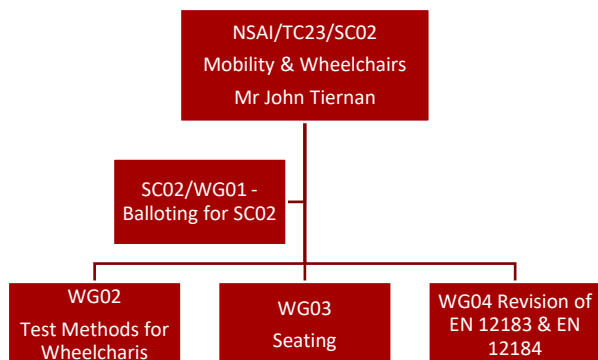 NSAI/TC23/SC02
Mobility & Wheelchairs
Mr John Tiernan
SC02/WG01 -
Balloting for SC02
WG02
Test Methods for
Wheelcharis
WG03
Seating
WG04 Revision of
EN 12183 & EN
12184